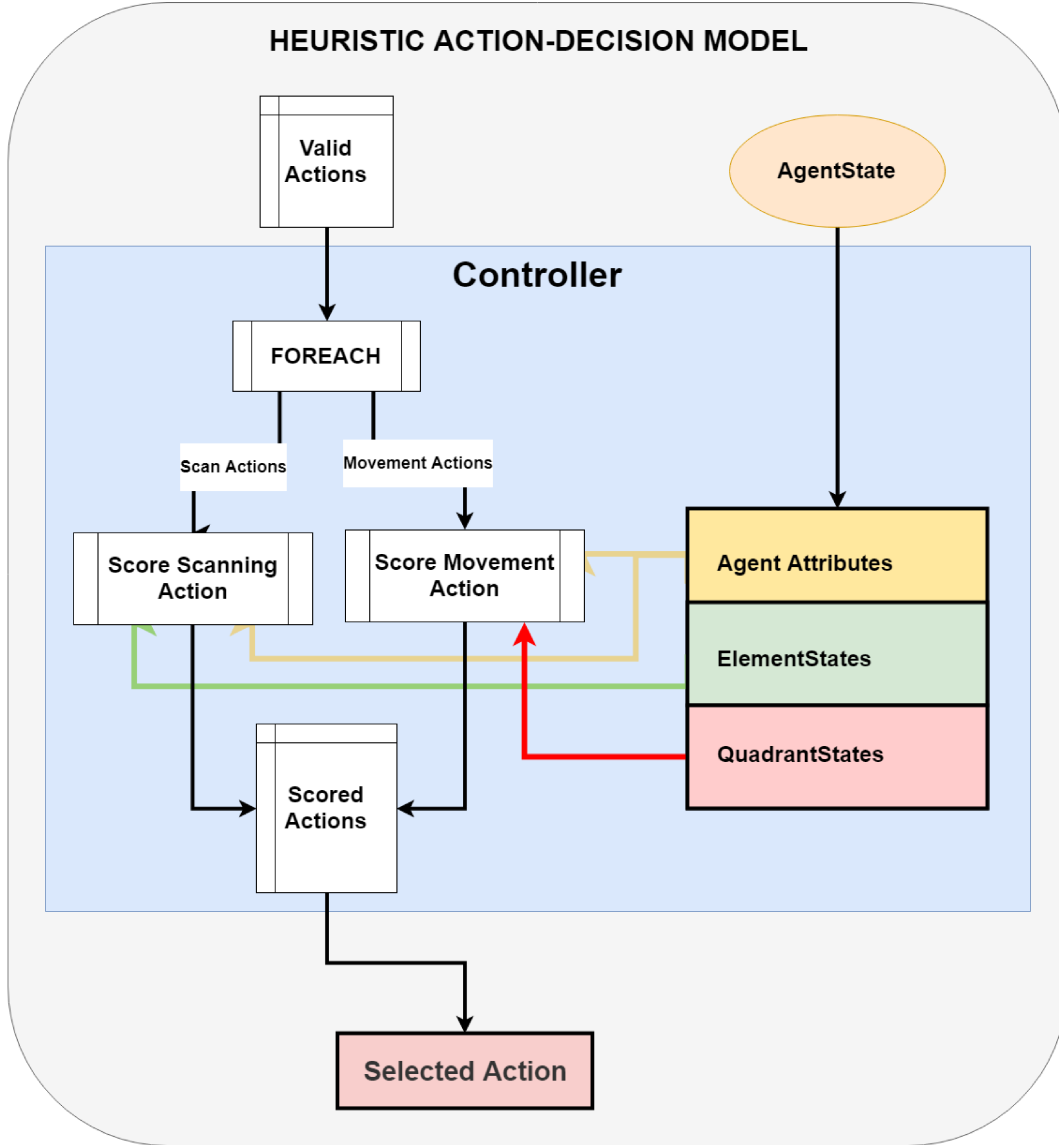 HEURISTIC ACTION-DECISION MODEL
Valid
Actions
AgentState
Controller
FOREACH
Scan Actions
Movement Actions
Score Scanning
Action
Score Movement
Action
Agent Attributes
ElementStates
QuadrantStates
Scored
Actions
Selected Action